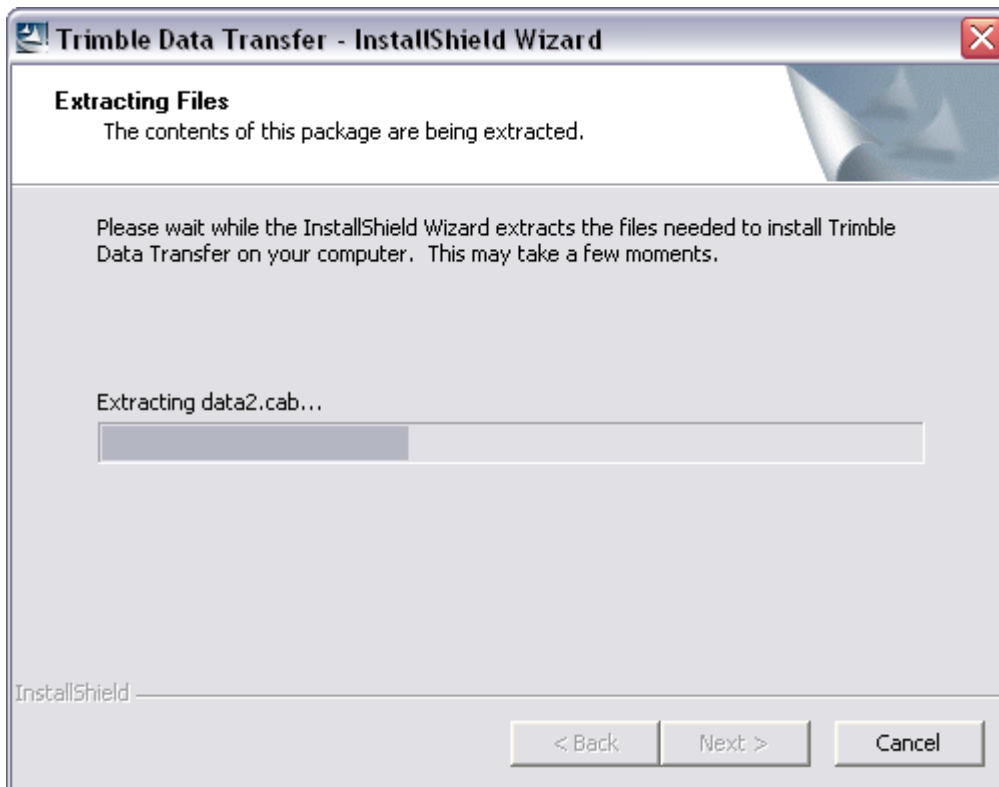 Trimble Data Transfer - InstallShield Wizard
Extracting Files
The contents of this package are being extracted.
Please wait while the InstallShield Wizard extracts the files needed to install Trimble
Data Transfer on your computer.  This may take a few moments.
Extracting data2.cab...
InstallShield
< Back
Next >
Cancel